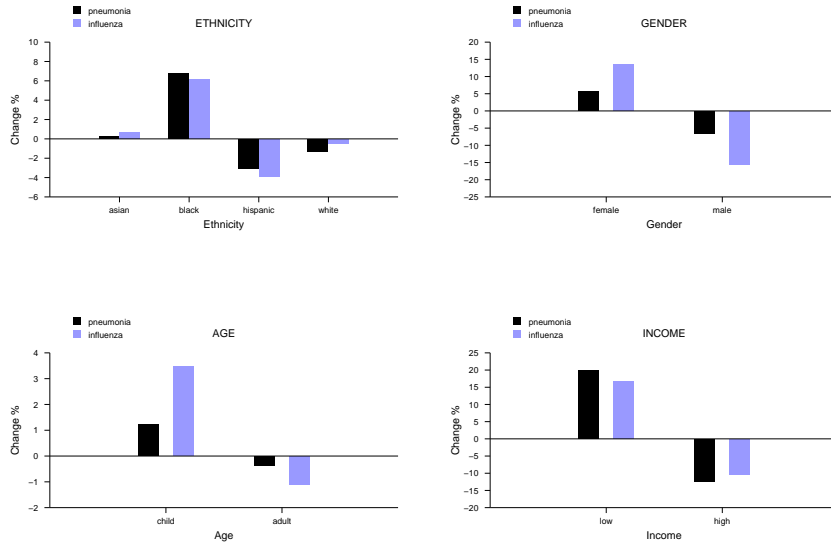 pneumonia
influenza
ETHNICITY
10
8
6
4
2
0
−2
−4
−6
Change %
asian black hispanic white
Ethnicity
pneumonia
influenza
GENDER
20
15
10
5
0
−5
−10
−15
−20
−25
Change %
female male
Gender
pneumonia
influenza
AGE
4
3
2
1
0
−1
−2
Change %
child adult
Age
pneumonia
influenza
INCOME
25
20
15
10
5
0
−5
−10
−15
−20
Change %
low high
Income